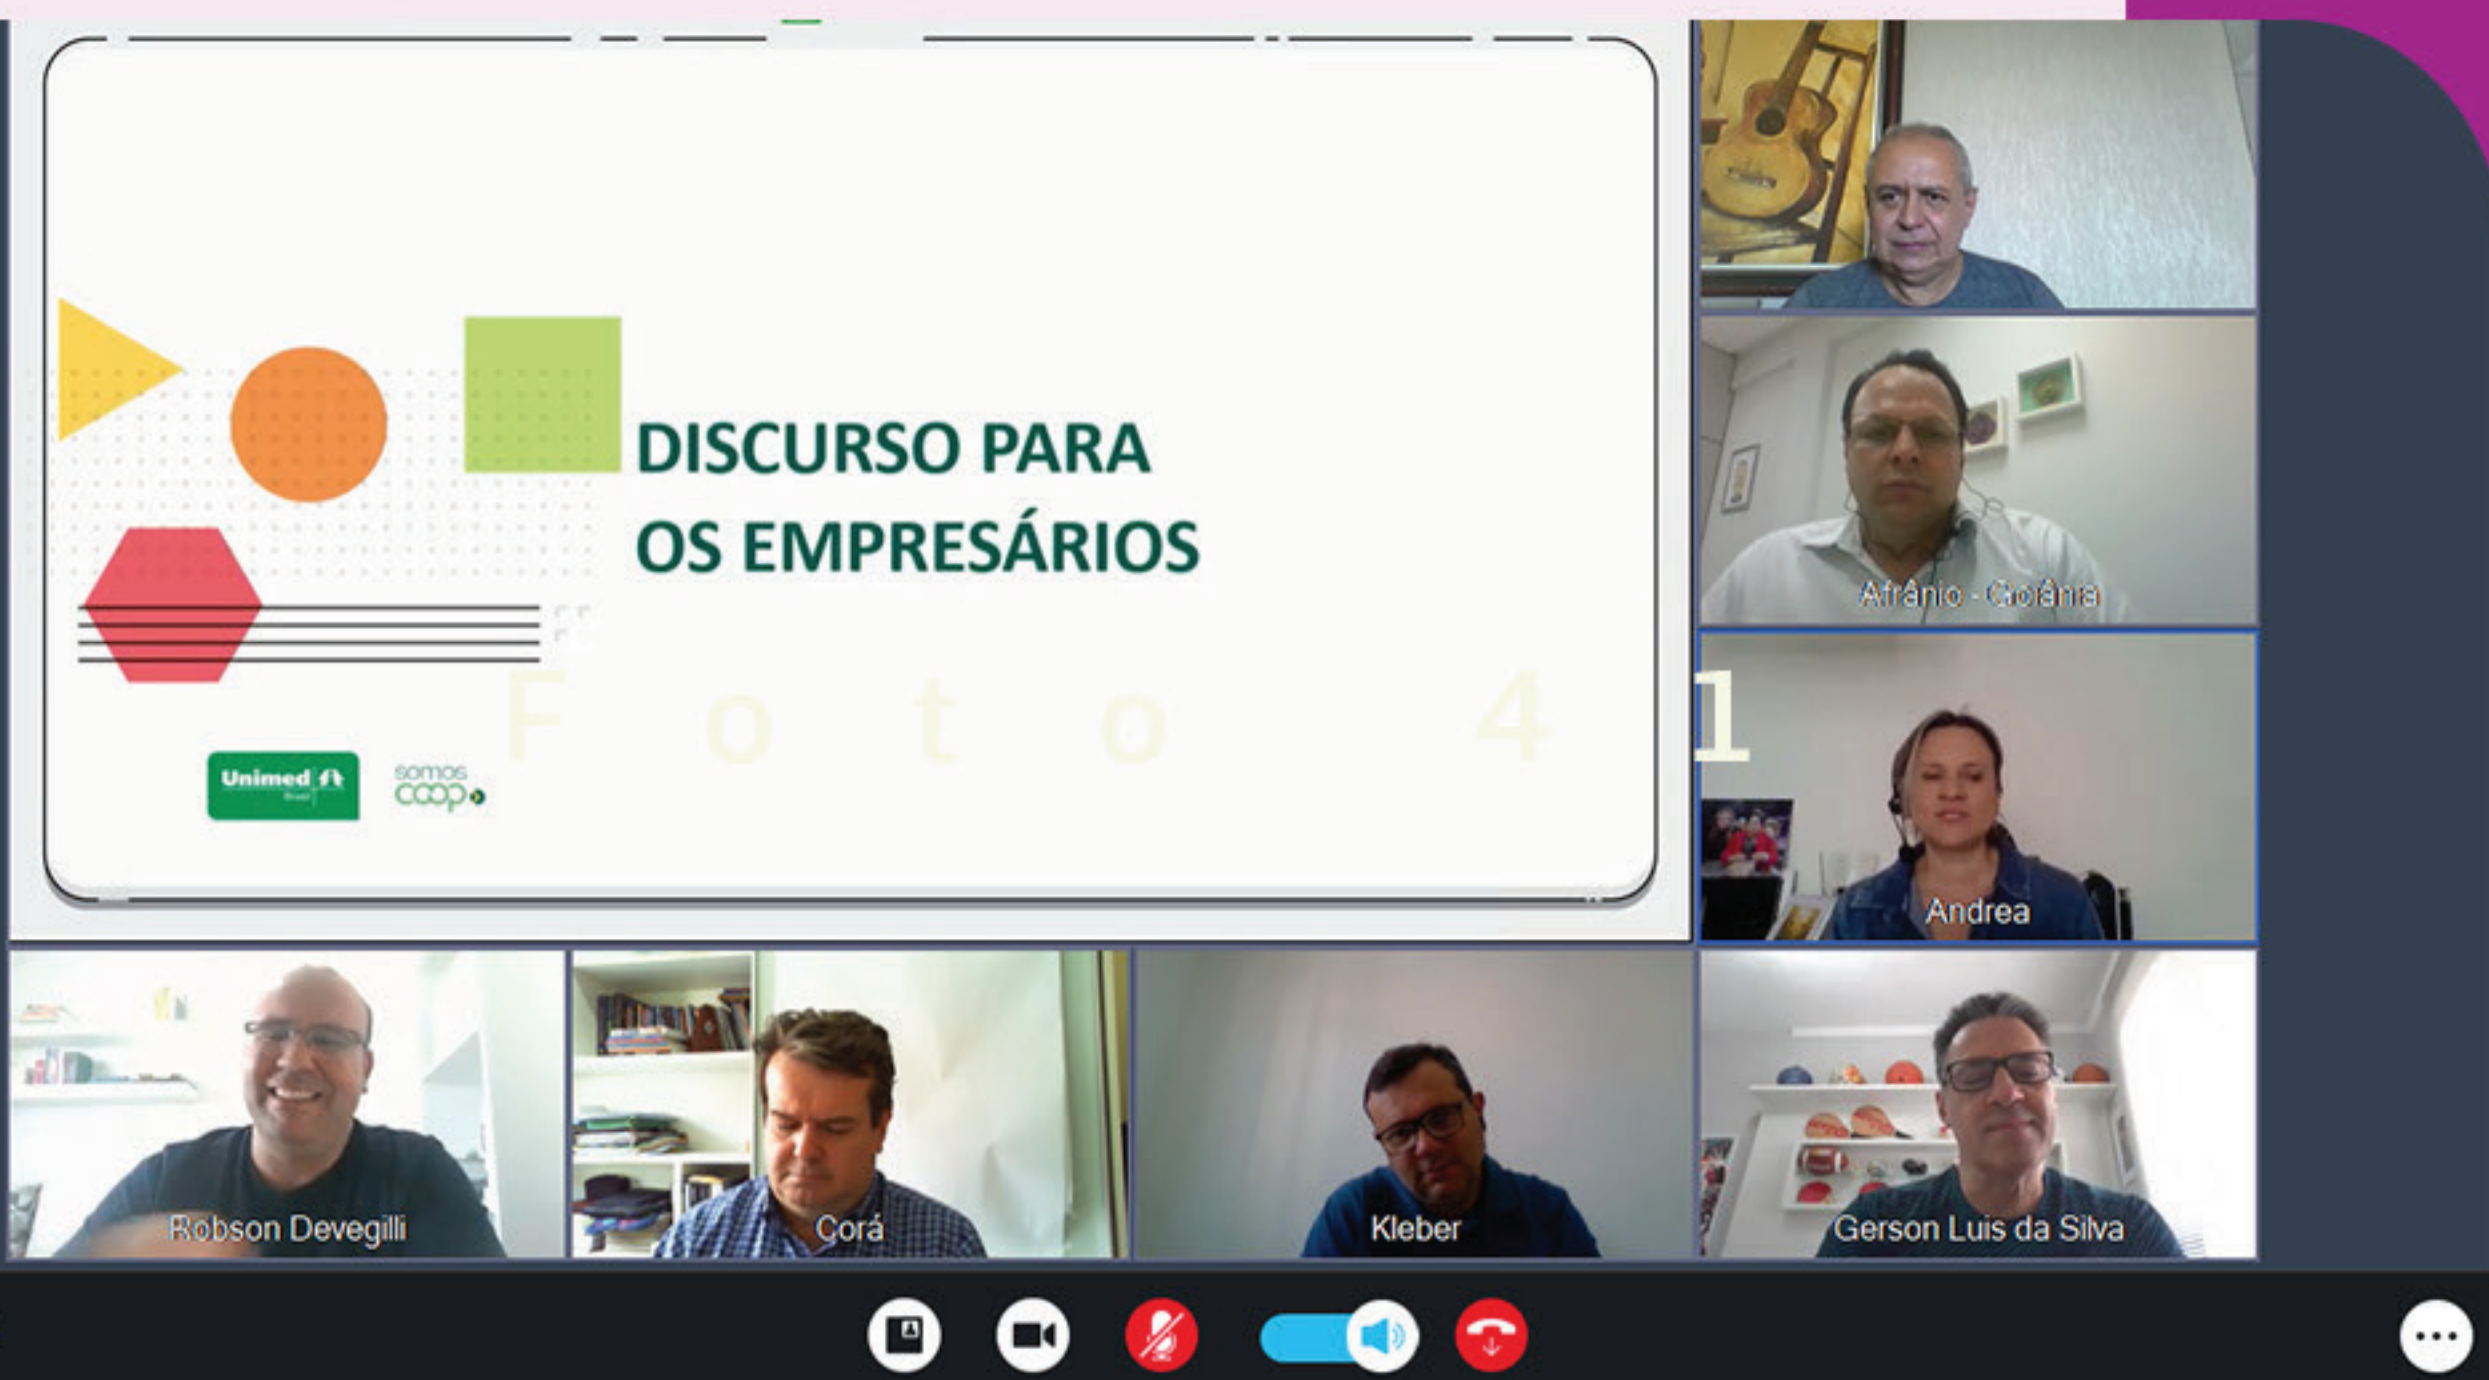 DISCURSO PARA
OS EMPRESÁRIOS
Foto 41
Unimed
Brasil
somos
coop
Afrânio - Goiânia
Andrea
Robson Devegilli
Corá
Kleber
Gerson Luis da Silva